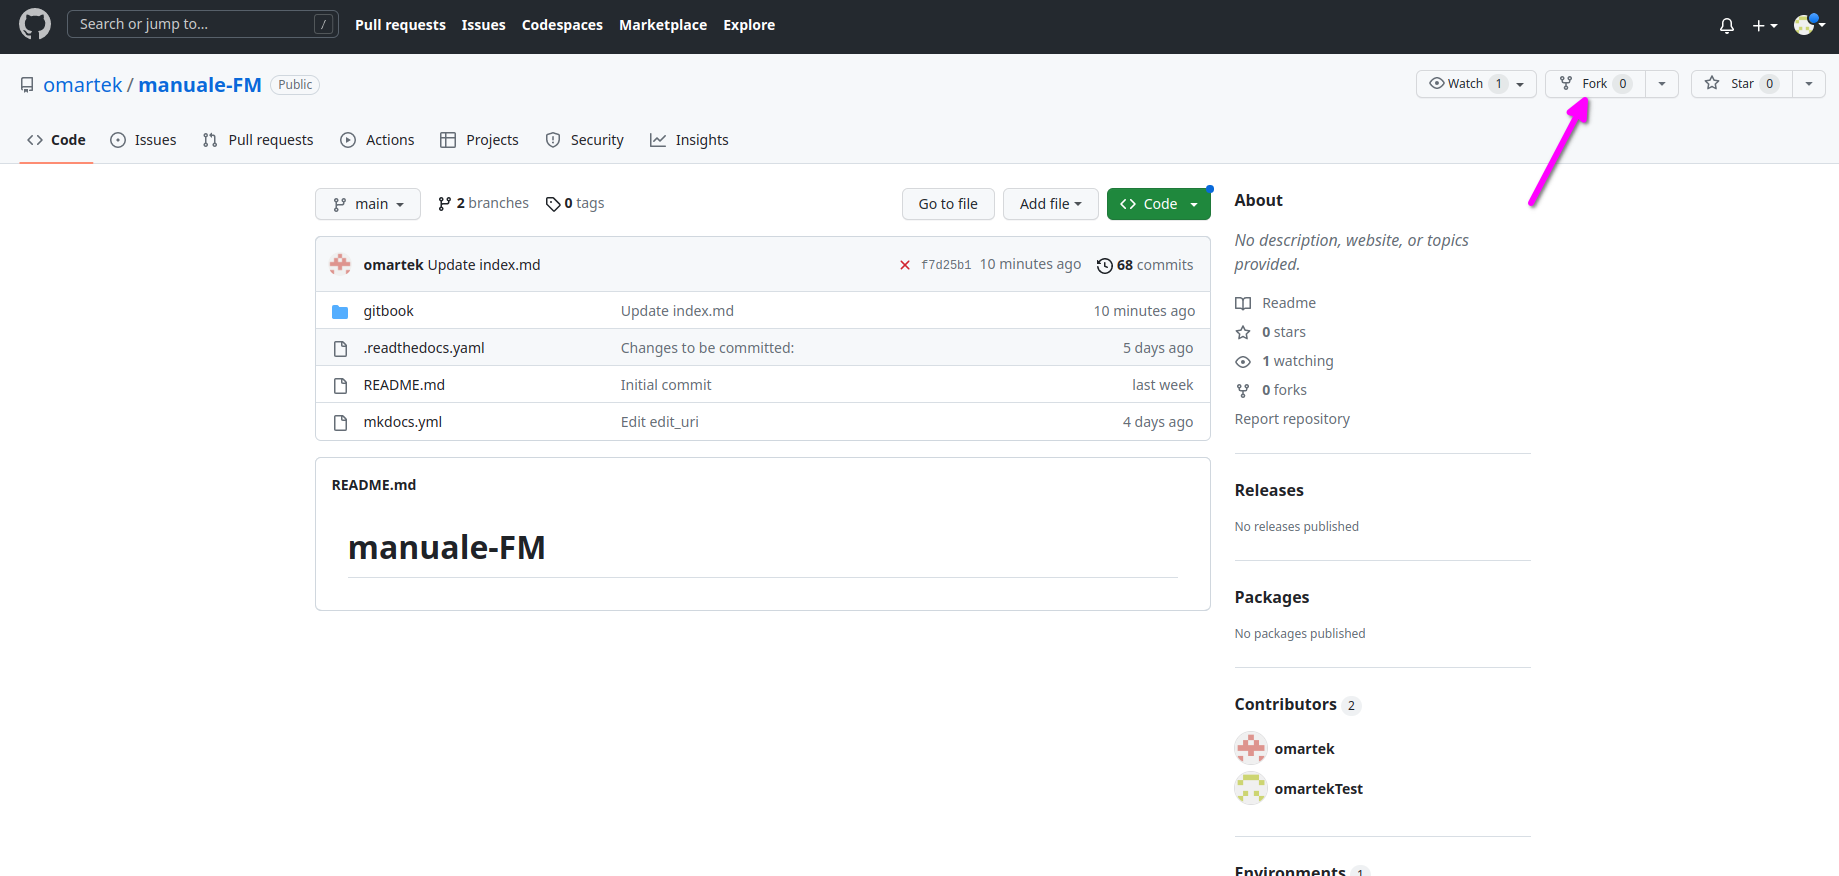 Search or jump to... / Pull requests Issues Codespaces Marketplace Explore
omartek / manuale-FM Public Watch 1 Fork 0 Star 0
Code Issues Pull requests Actions Projects Security Insights
main 2 branches 0 tags Go to file Add file Code
omartek Update index.md f7d25b1 10 minutes ago 68 commits
gitbook Update index.md 10 minutes ago
.readthedocs.yaml Changes to be committed: 5 days ago
README.md Initial commit last week
mkdocs.yml Edit edit_uri 4 days ago
README.md
manuale-FM
About
No description, website, or topics
provided.
Readme
0 stars
1 watching
0 forks
Report repository
Releases
No releases published
Packages
No packages published
Contributors 2
omartek
omartekTest
Environments 1